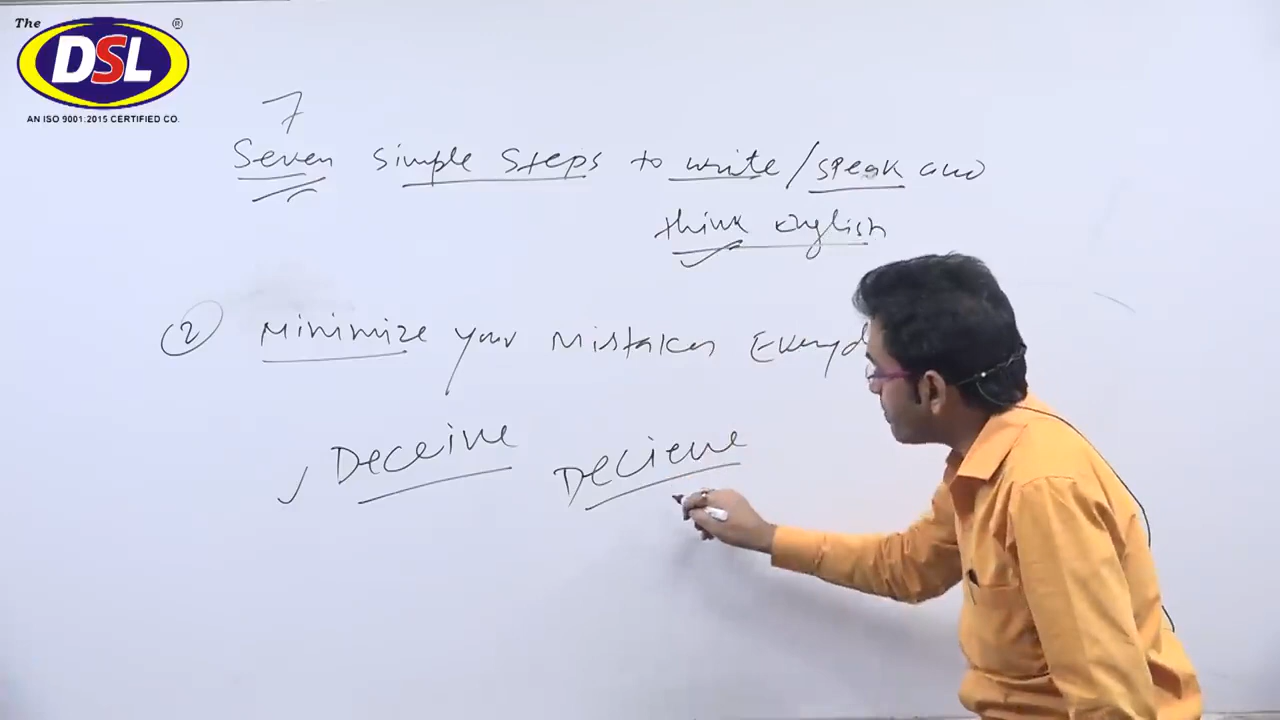 The
DSL
®
AN ISO 9001:2015 CERTIFIED CO.
7
Seven simple steps to write / speak and
think English
2 Minimize your Mistakes Everyd
Deceive Decieve